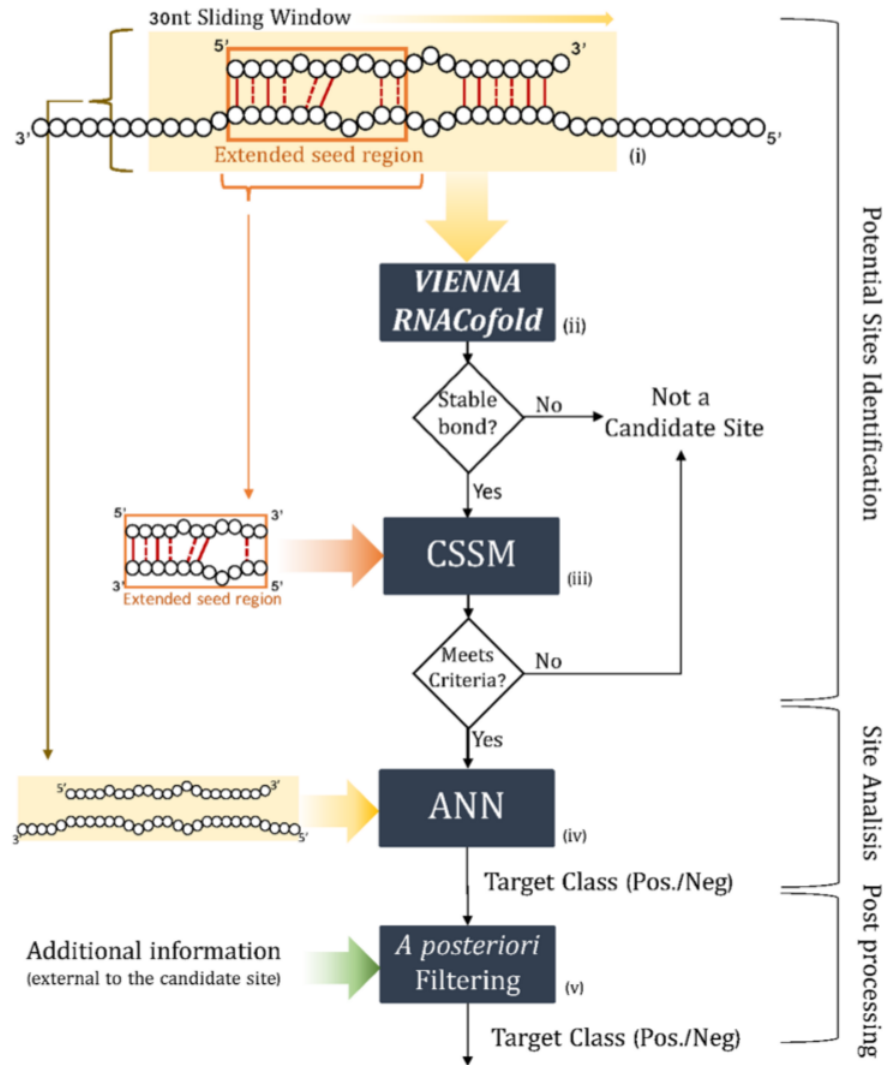 30nt Sliding Window
5'
3'
3'
5'
Extended seed region
(i)
VIENNA
RNACofold
(ii)
Stable
bond?
No
Not a
Candidate Site
Yes
5'
3'
3'
5'
Extended seed region
CSSM
(iii)
Meets
Criteria?
No
Yes
5'
3'
3'
5'
ANN
(iv)
Target Class (Pos./Neg)
Additional information
(external to the candidate site)
A posteriori
Filtering
(v)
Target Class (Pos./Neg)
Potential Sites Identification
Site Analisis
Post processing